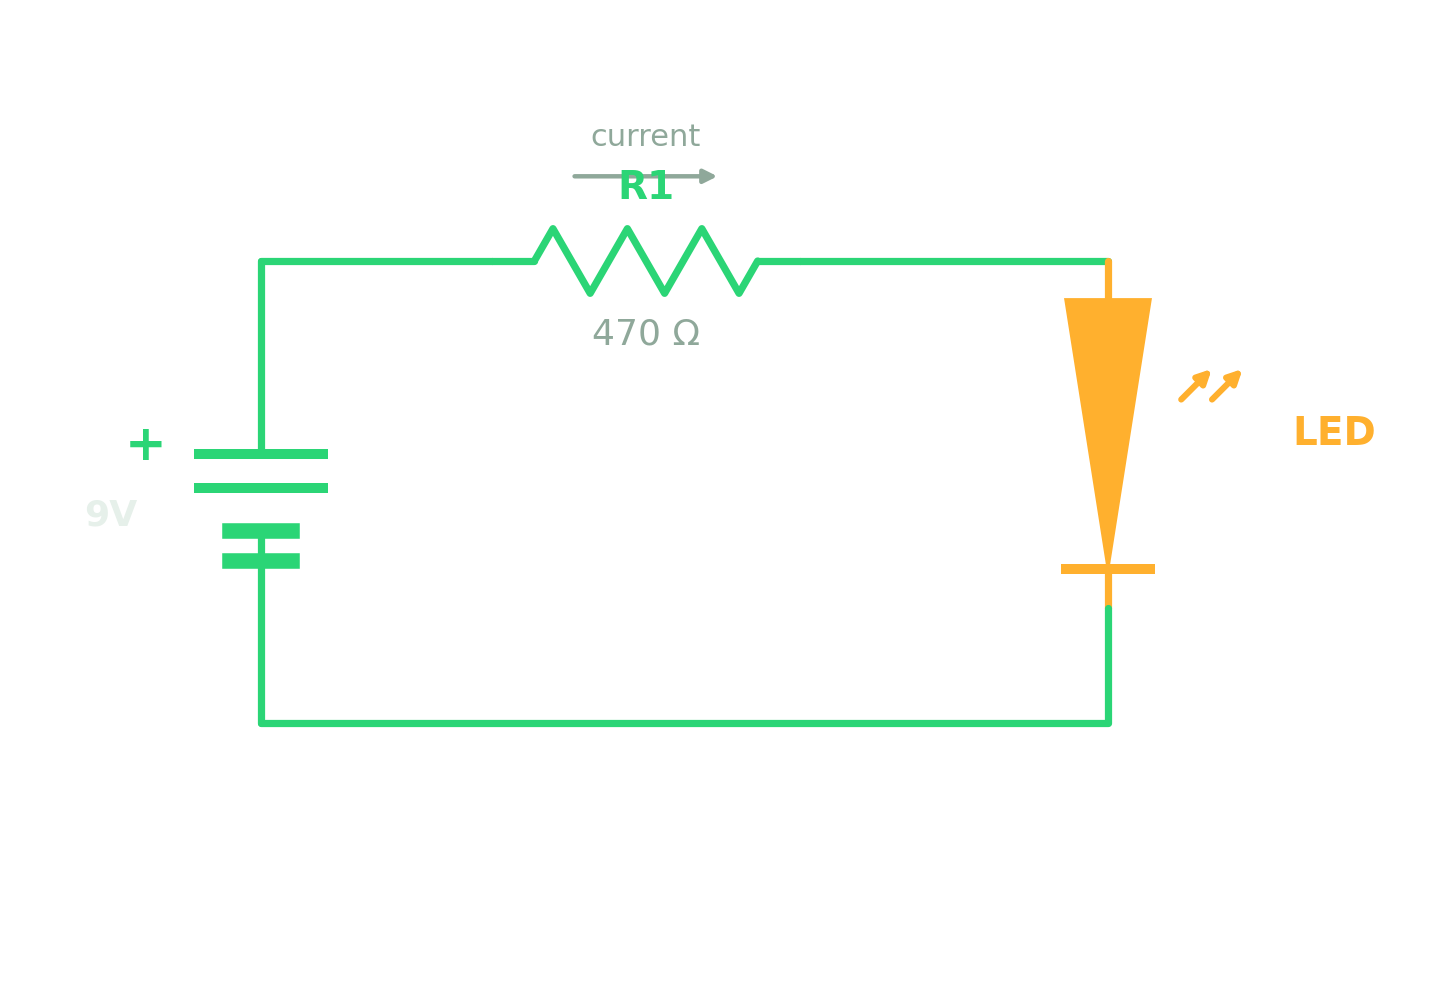 current
R1
470 Ω
+
9V
LED